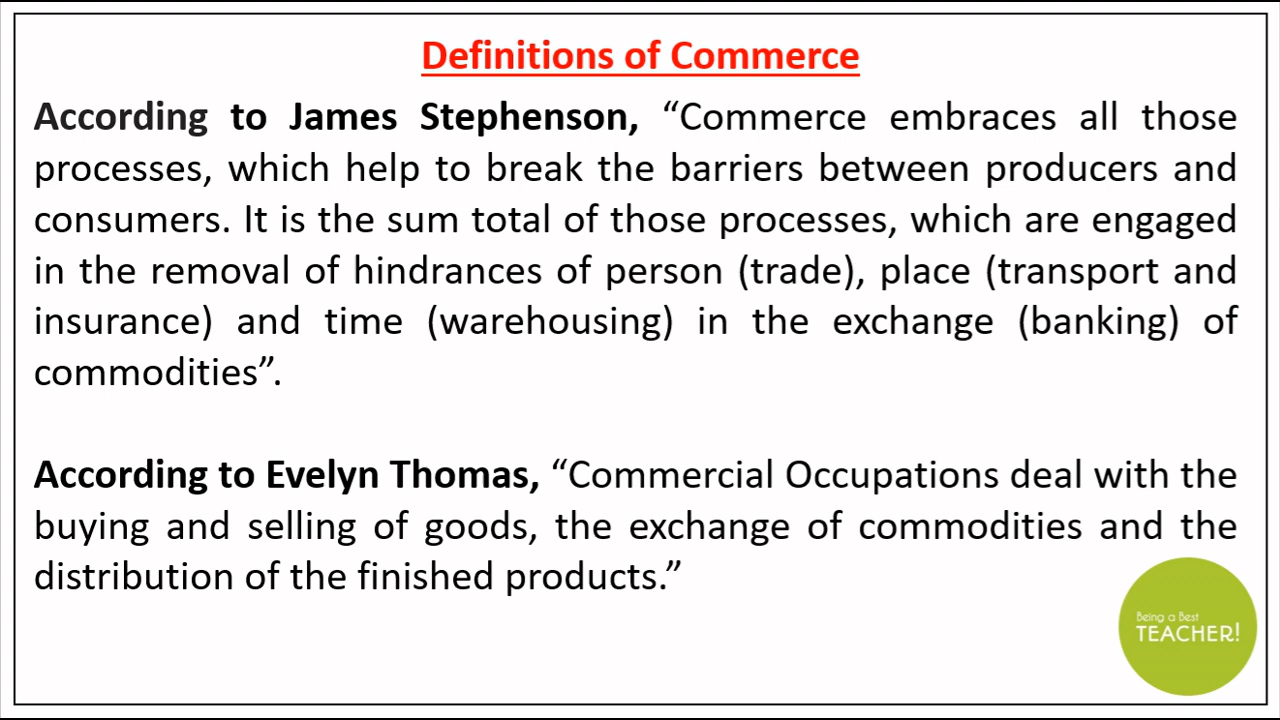 Definitions of Commerce
According to James Stephenson, “Commerce embraces all those
processes, which help to break the barriers between producers and
consumers. It is the sum total of those processes, which are engaged
in the removal of hindrances of person (trade), place (transport and
insurance) and time (warehousing) in the exchange (banking) of
commodities”.
According to Evelyn Thomas, “Commercial Occupations deal with the
buying and selling of goods, the exchange of commodities and the
distribution of the finished products.”
Being a Best
TEACHER!